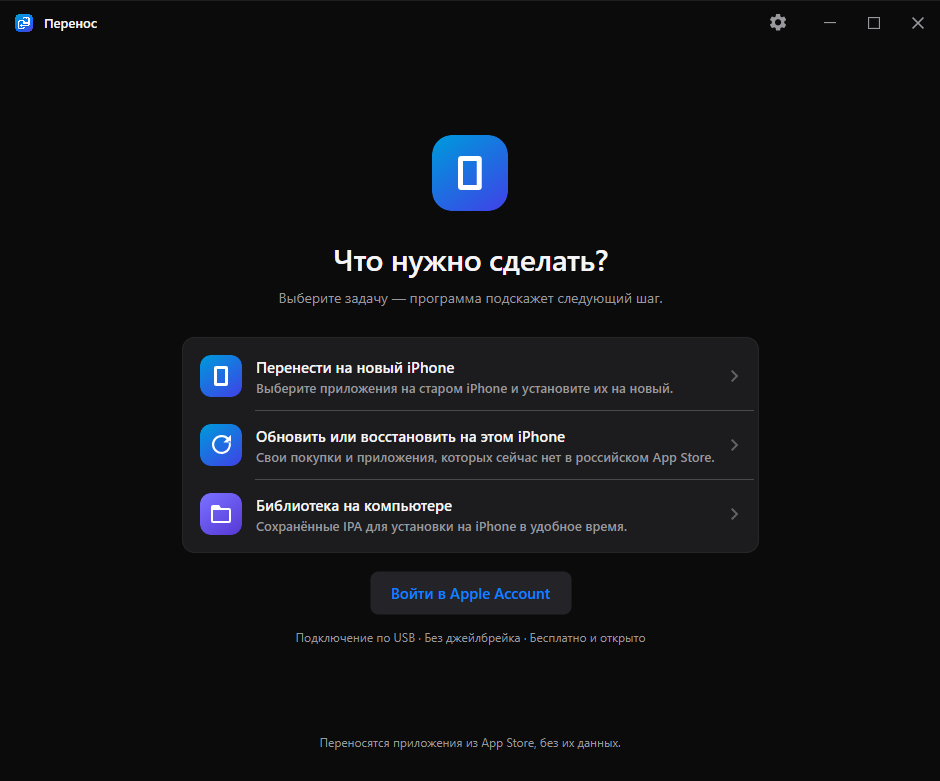 Перенос
Что нужно сделать?
Выберите задачу — программа подскажет следующий шаг.
Перенести на новый iPhone
Выберите приложения на старом iPhone и установите их на новый.
Обновить или восстановить на этом iPhone
Свои покупки и приложения, которых сейчас нет в российском App Store.
Библиотека на компьютере
Сохранённые IPA для установки на iPhone в удобное время.
Войти в Apple Account
Подключение по USB · Без джейлбрейка · Бесплатно и открыто
Переносятся приложения из App Store, без их данных.